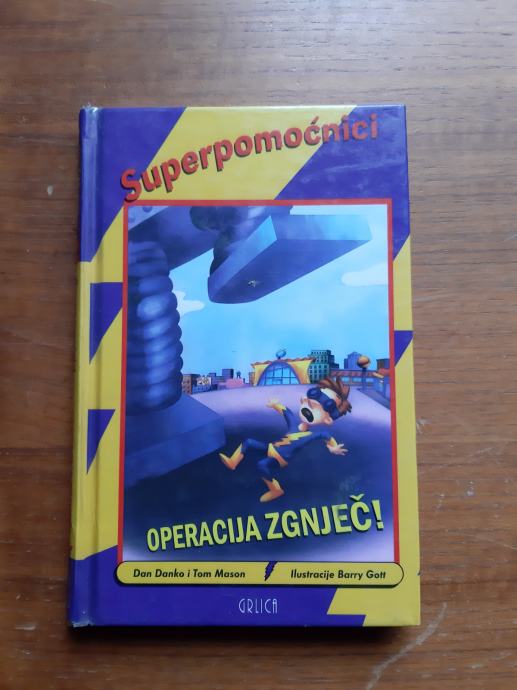 Superpomoćnici
OPERACIJA ZGNJEČ!
Dan Danko i Tom Mason
Ilustracije Barry Gott
GRLICA